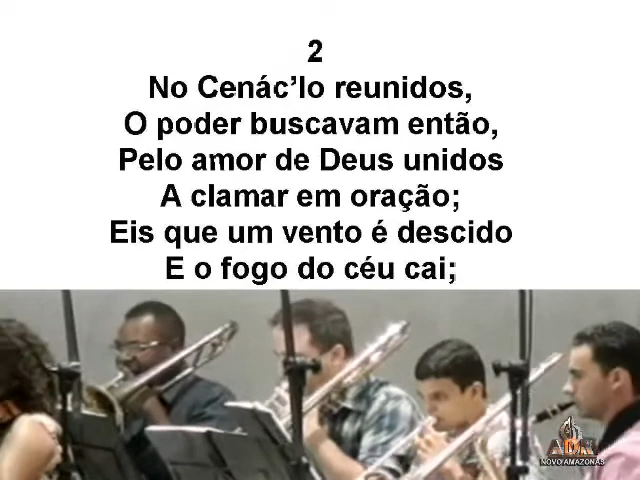 2
No Cenác’lo reunidos,
O poder buscavam então,
Pelo amor de Deus unidos
A clamar em oração;
Eis que um vento é descido
E o fogo do céu cai;
NOVO AMAZONAS